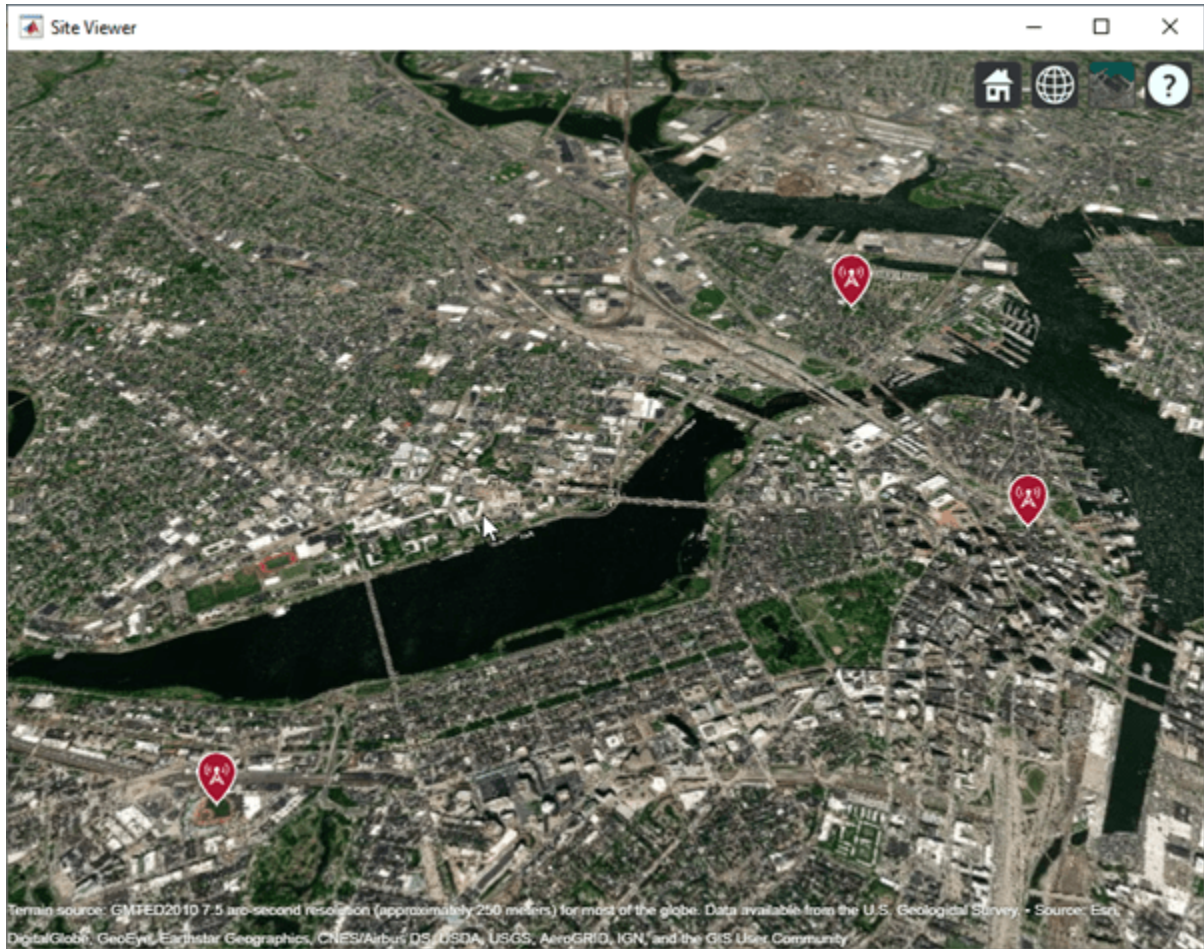 Site Viewer
?
Terrain source: GMTED2010 7.5 arc-second resolution (approximately 250 meters) for most of the globe. Data available from the U.S. Geological Survey. • Source: Esri,
DigitalGlobe, GeoEye, Earthstar Geographics, CNES/Airbus DS, USDA, USGS, AeroGRID, IGN, and the GIS User Community